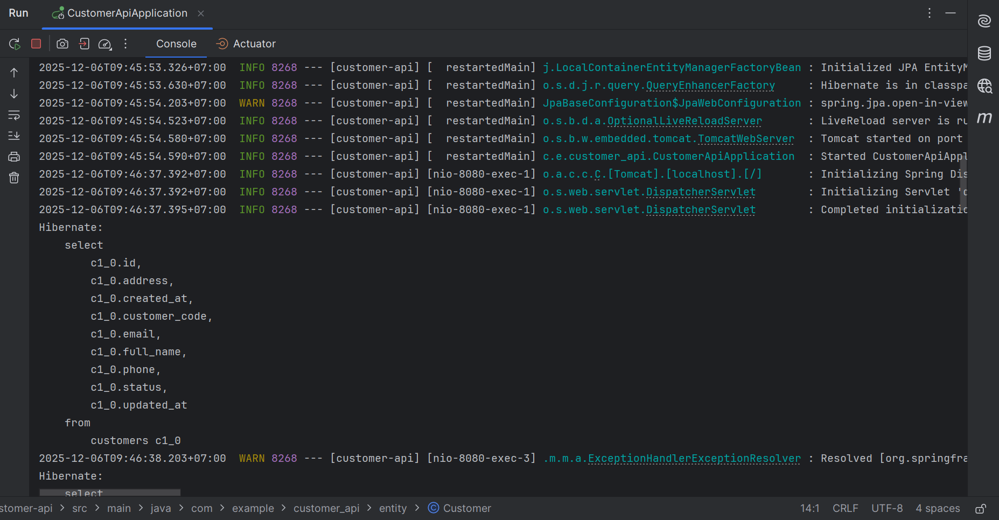 Run CustomerApiApplication
Console Actuator
2025-12-06T09:45:53.326+07:00  INFO 8268 --- [customer-api] [  restartedMain] j.LocalContainerEntityManagerFactoryBean : Initialized JPA EntityM
2025-12-06T09:45:53.630+07:00  INFO 8268 --- [customer-api] [  restartedMain] o.s.d.j.r.query.QueryEnhancerFactory     : Hibernate is in classpa
2025-12-06T09:45:54.203+07:00  WARN 8268 --- [customer-api] [  restartedMain] JpaBaseConfiguration$JpaWebConfiguration : spring.jpa.open-in-view
2025-12-06T09:45:54.523+07:00  INFO 8268 --- [customer-api] [  restartedMain] o.s.b.d.a.OptionalLiveReloadServer       : LiveReload server is ru
2025-12-06T09:45:54.580+07:00  INFO 8268 --- [customer-api] [  restartedMain] o.s.b.w.embedded.tomcat.TomcatWebServer  : Tomcat started on port
2025-12-06T09:45:54.590+07:00  INFO 8268 --- [customer-api] [  restartedMain] c.e.customer_api.CustomerApiApplication  : Started CustomerApiAppl
2025-12-06T09:46:37.392+07:00  INFO 8268 --- [customer-api] [nio-8080-exec-1] o.a.c.c.C.[Tomcat].[localhost].[/]       : Initializing Spring Dis
2025-12-06T09:46:37.392+07:00  INFO 8268 --- [customer-api] [nio-8080-exec-1] o.s.web.servlet.DispatcherServlet        : Initializing Servlet 'd
2025-12-06T09:46:37.395+07:00  INFO 8268 --- [customer-api] [nio-8080-exec-1] o.s.web.servlet.DispatcherServlet        : Completed initializatio
Hibernate:
    select
        c1_0.id,
        c1_0.address,
        c1_0.created_at,
        c1_0.customer_code,
        c1_0.email,
        c1_0.full_name,
        c1_0.phone,
        c1_0.status,
        c1_0.updated_at
    from
        customers c1_0
2025-12-06T09:46:38.203+07:00  WARN 8268 --- [customer-api] [nio-8080-exec-3] .m.m.a.ExceptionHandlerExceptionResolver : Resolved [org.springfra
Hibernate:
    select
stomer-api > src > main > java > com > example > customer_api > entity > Customer 14:1 CRLF UTF-8 4 spaces